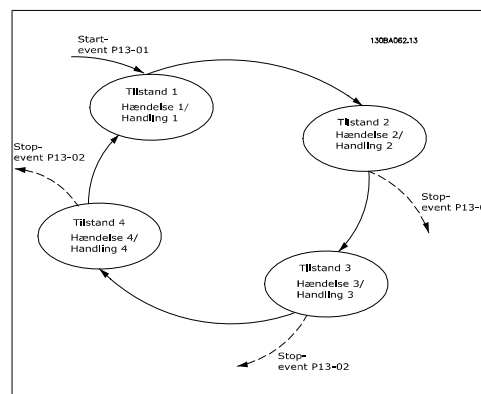 Start-
event P13-01
130BA062.13
Tilstand 1
Hændelse 1/
Handling 1
Tilstand 2
Hændelse 2/
Handling 2
Stop-
event P13-02
Stop-
event P13-
Tilstand 4
Hændelse 4/
Handling 4
Tilstand 3
Hændelse 3/
Handling 3
Stop-
event P13-02